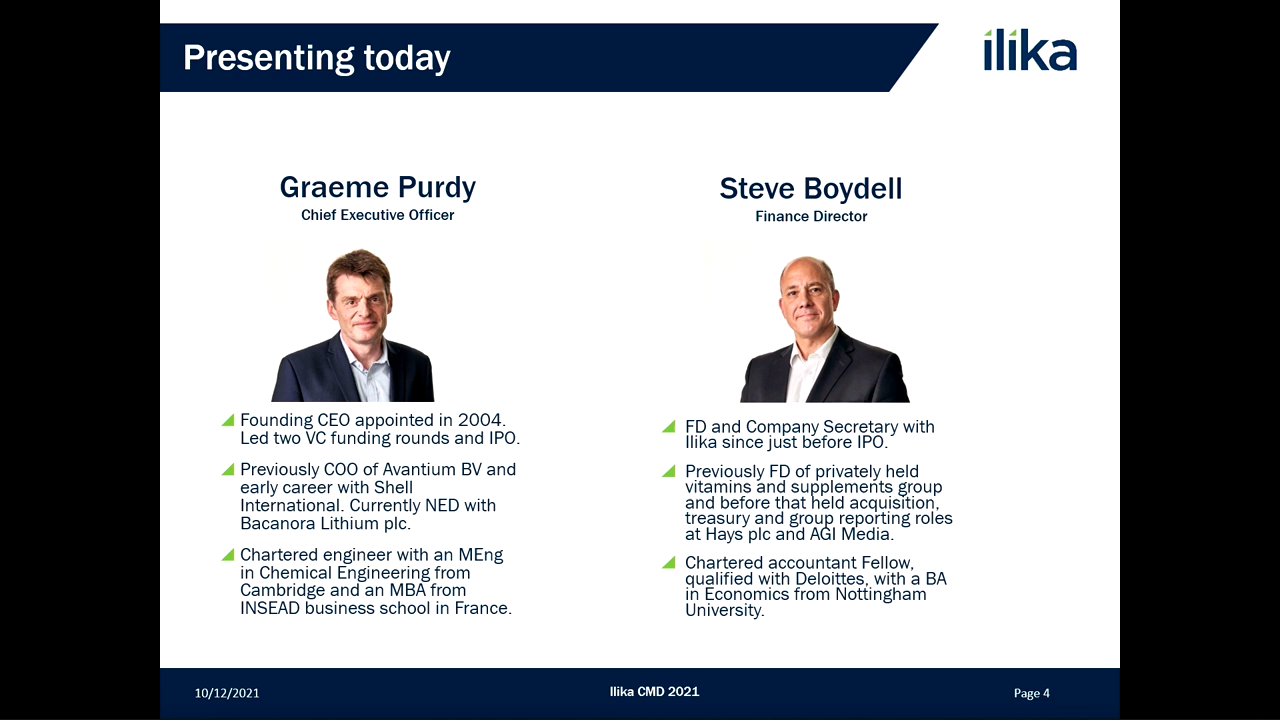 Presenting today
ilika
Graeme Purdy
Chief Executive Officer
Founding CEO appointed in 2004.
Led two VC funding rounds and IPO.
Previously COO of Avantium BV and
early career with Shell
International. Currently NED with
Bacanora Lithium plc.
Chartered engineer with an MEng
in Chemical Engineering from
Cambridge and an MBA from
INSEAD business school in France.
Steve Boydell
Finance Director
FD and Company Secretary with
Ilika since just before IPO.
Previously FD of privately held
vitamins and supplements group
and before that held acquisition,
treasury and group reporting roles
at Hays plc and AGI Media.
Chartered accountant Fellow,
qualified with Deloittes, with a BA
in Economics from Nottingham
University.
10/12/2021
Ilika CMD 2021
Page 4